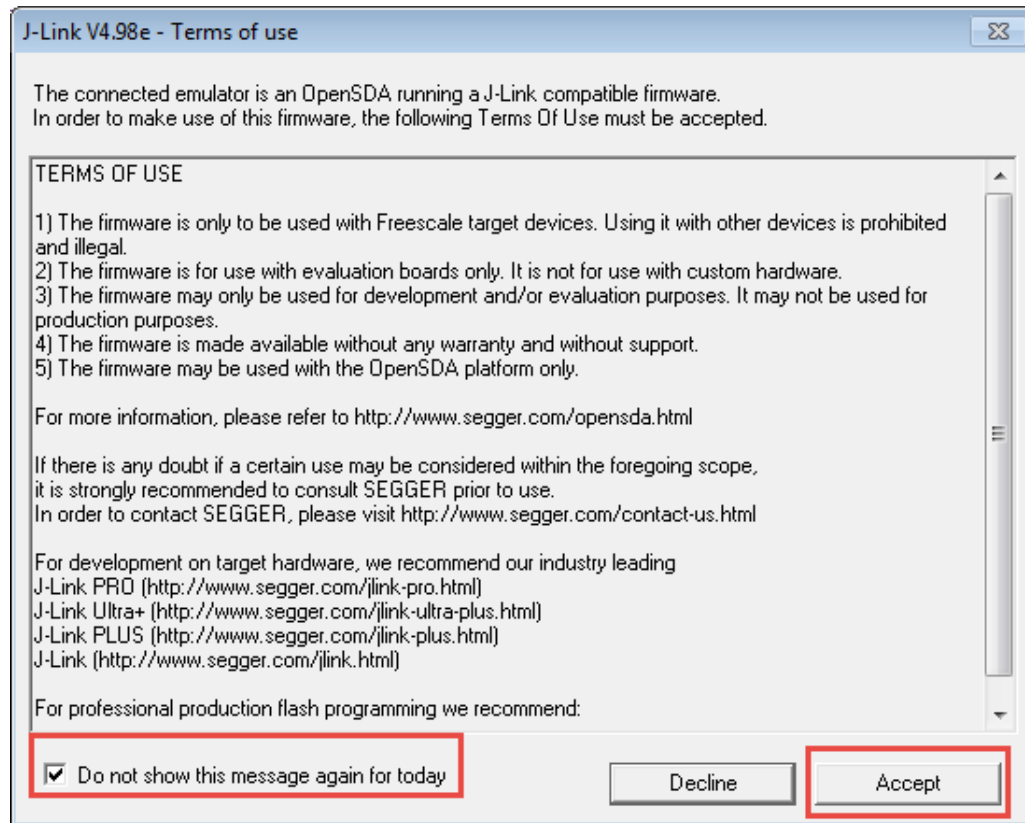 J-Link V4.98e - Terms of use
The connected emulator is an OpenSDA running a J-Link compatible firmware.
In order to make use of this firmware, the following Terms Of Use must be accepted.
TERMS OF USE
1) The firmware is only to be used with Freescale target devices. Using it with other devices is prohibited
and illegal.
2) The firmware is for use with evaluation boards only. It is not for use with custom hardware.
3) The firmware may only be used for development and/or evaluation purposes. It may not be used for
production purposes.
4) The firmware is made available without any warranty and without support.
5) The firmware may be used with the OpenSDA platform only.
For more information, please refer to http://www.segger.com/opensda.html
If there is any doubt if a certain use may be considered within the foregoing scope,
it is strongly recommended to consult SEGGER prior to use.
In order to contact SEGGER, please visit http://www.segger.com/contact-us.html
For development on target hardware, we recommend our industry leading
J-Link PRO (http://www.segger.com/jlink-pro.html)
J-Link Ultra+ (http://www.segger.com/jlink-ultra-plus.html)
J-Link PLUS (http://www.segger.com/jlink-plus.html)
J-Link (http://www.segger.com/jlink.html)
For professional production flash programming we recommend:
Do not show this message again for today
Decline
Accept